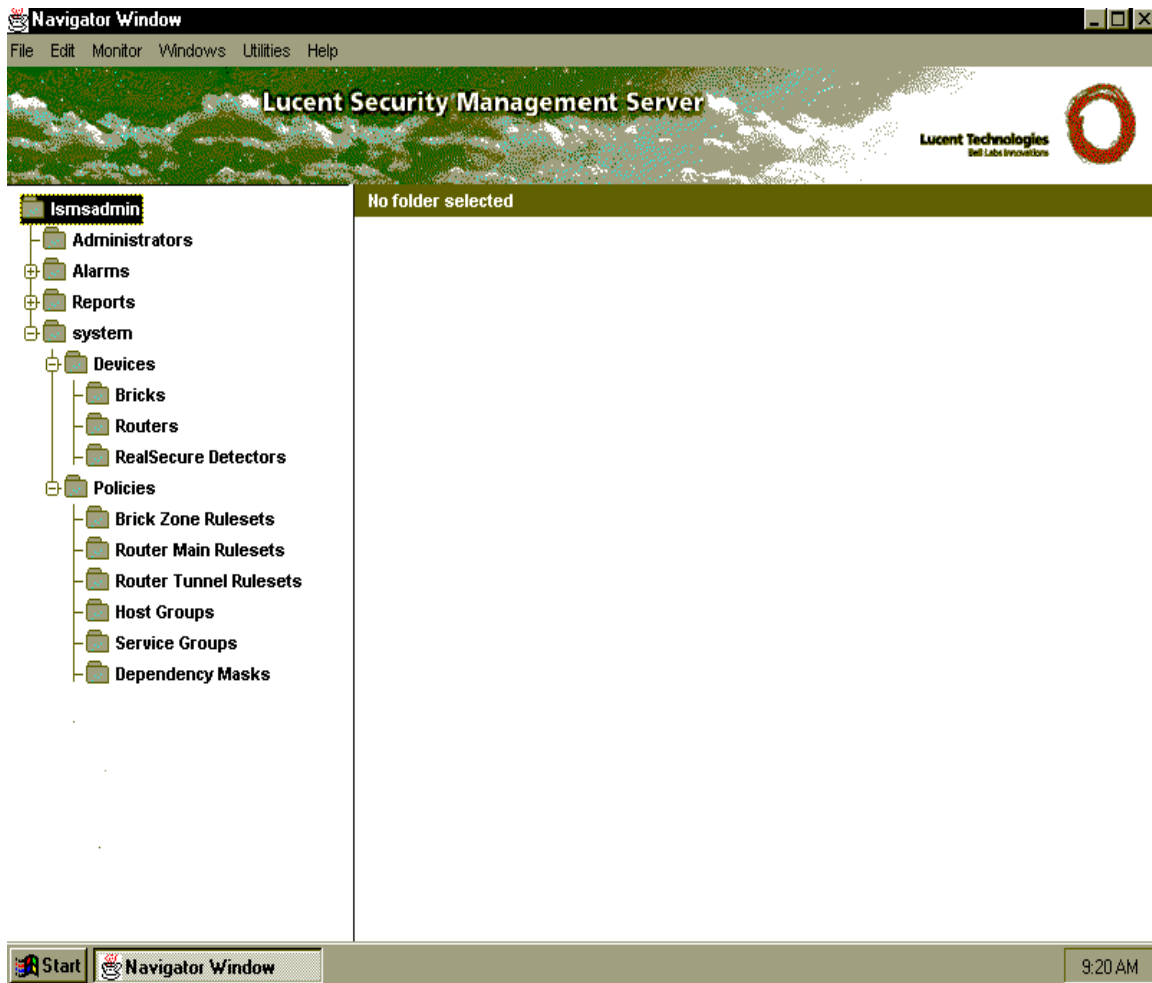 Navigator Window
File Edit Monitor Windows Utilities Help
Lucent Security Management Server
Lucent Technologies
Bell Labs Innovations
lsmsadmin
No folder selected
Administrators
Alarms
Reports
system
Devices
Bricks
Routers
RealSecure Detectors
Policies
Brick Zone Rulesets
Router Main Rulesets
Router Tunnel Rulesets
Host Groups
Service Groups
Dependency Masks
Start Navigator Window 9:20 AM